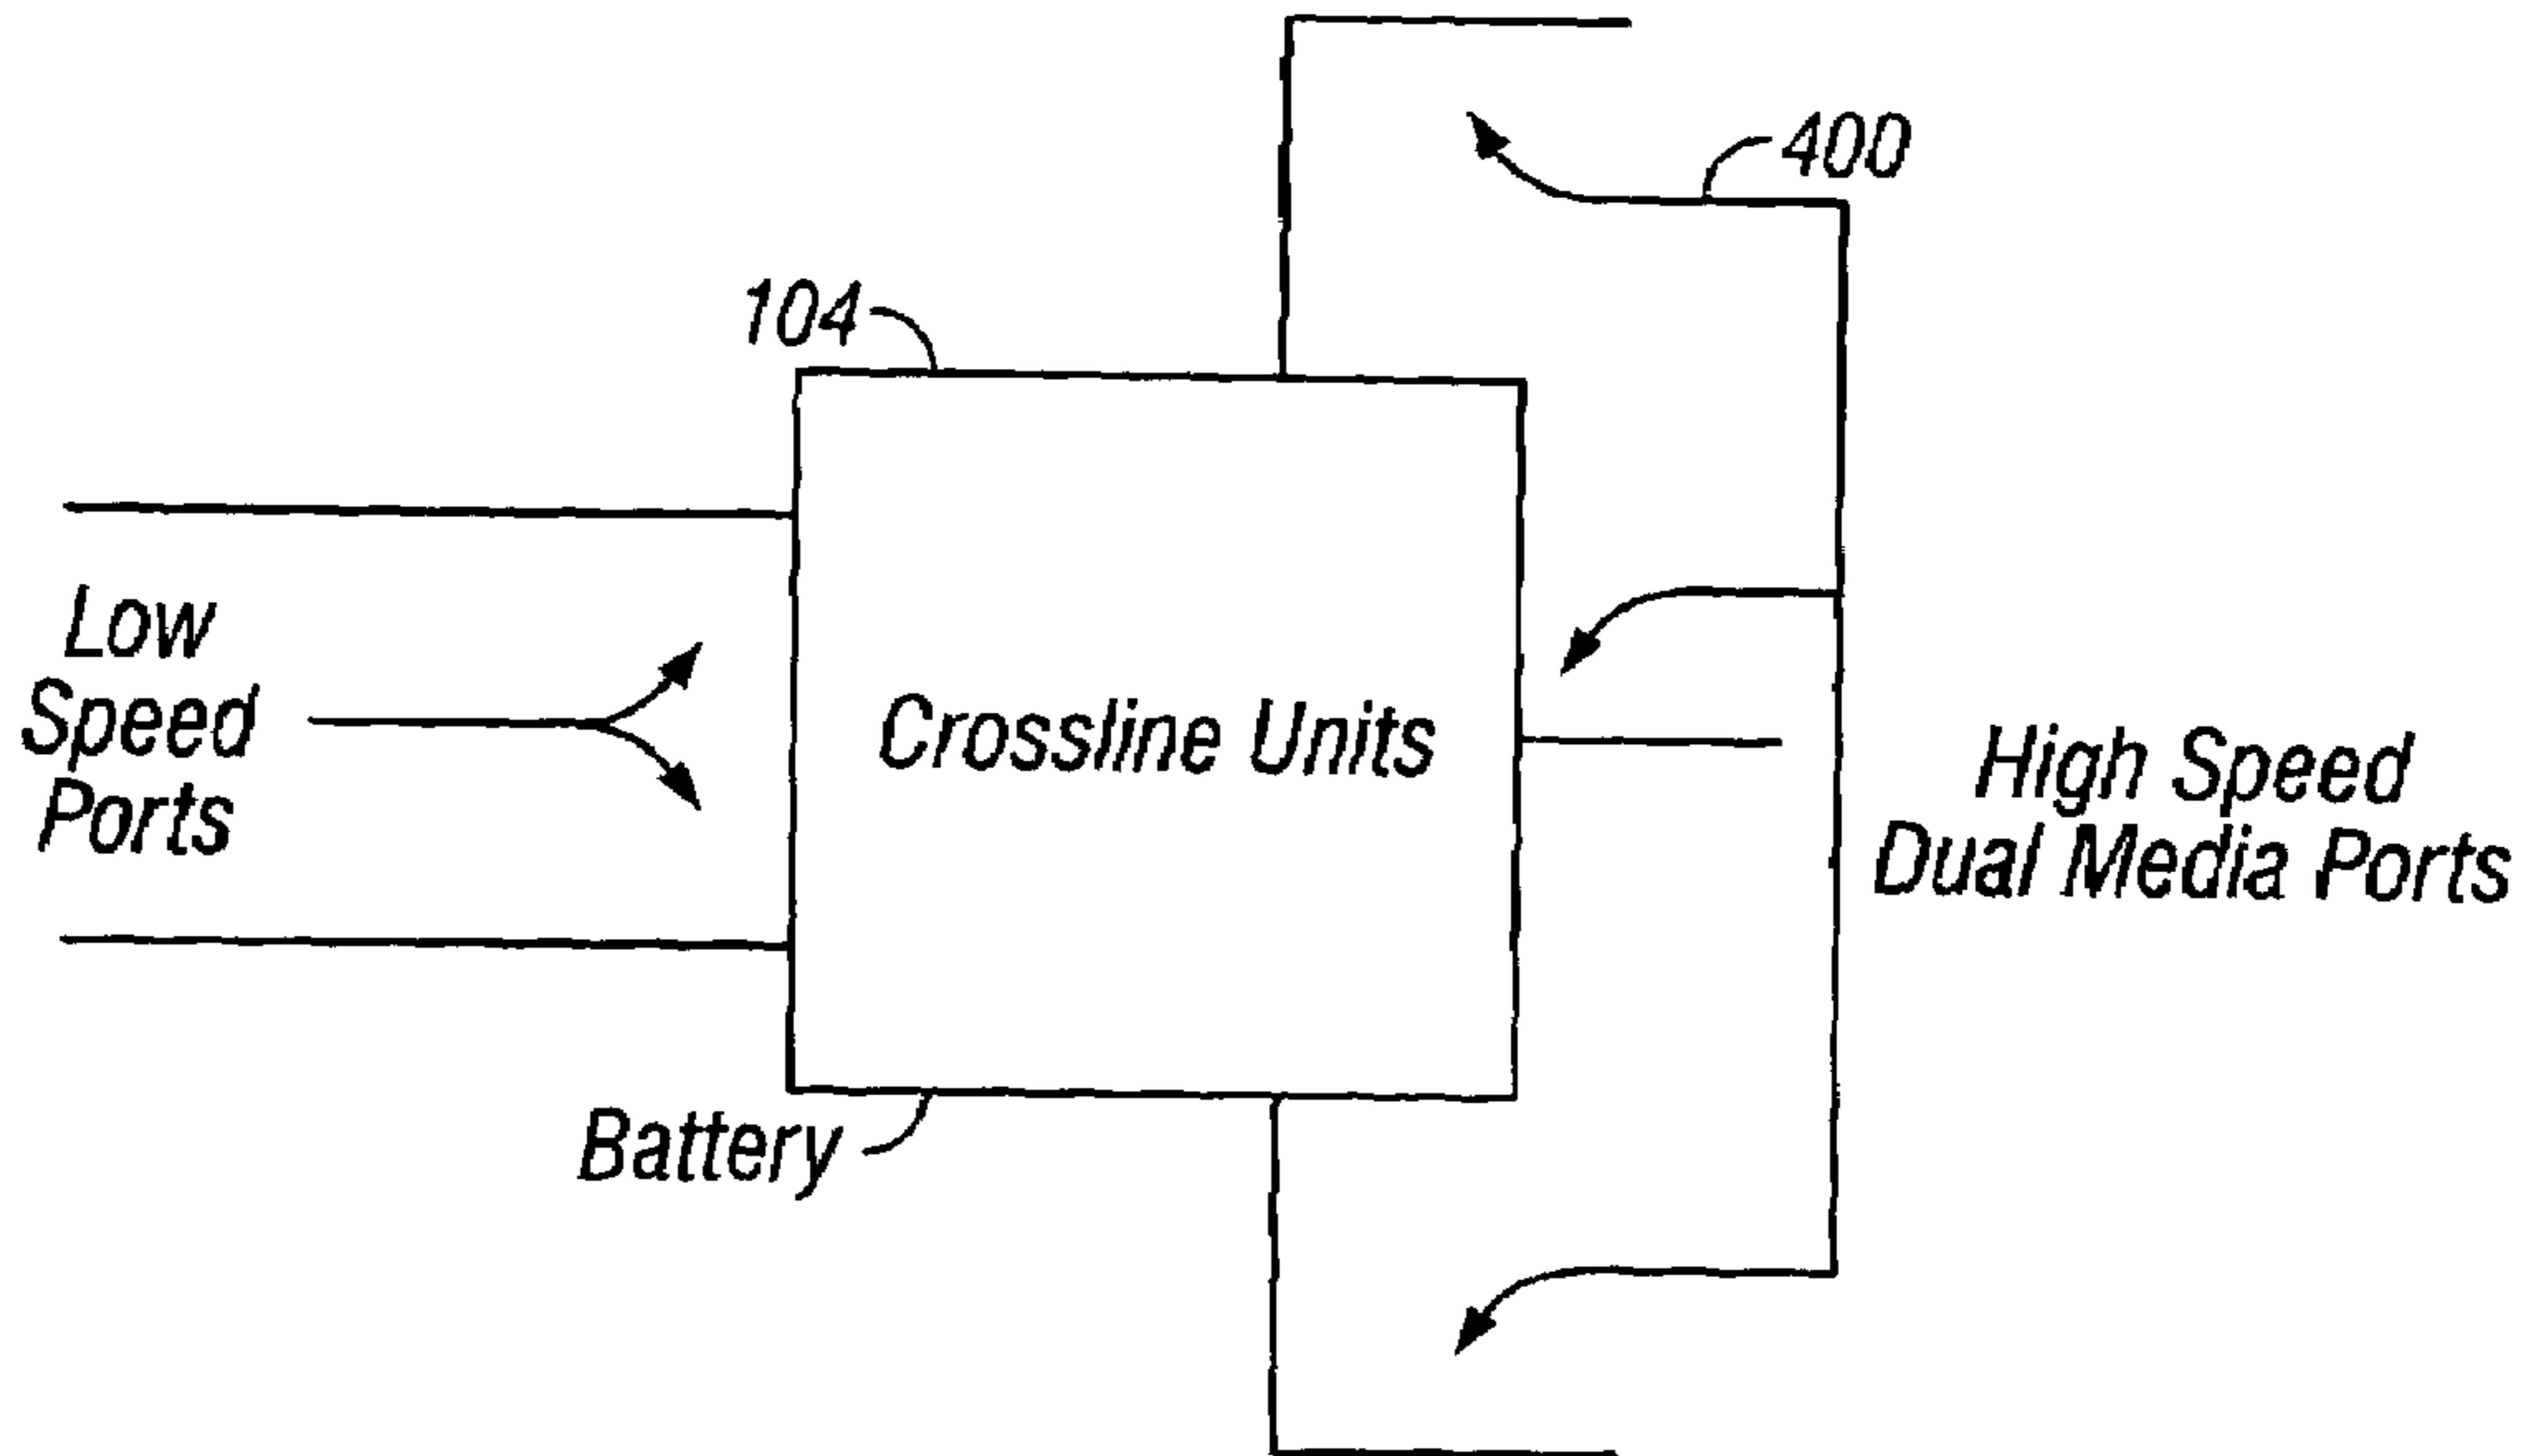 400
104
Low
Speed
Ports
Crossline Units
High Speed
Dual Media Ports
Battery